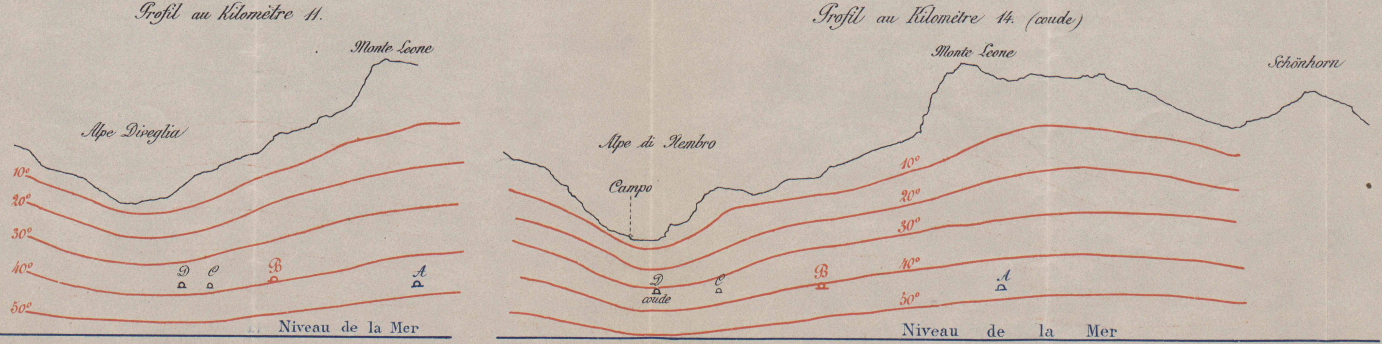 Profil au Kilomètre 11.
Monte Leone
Alpe Diveglia
10°
20°
30°
40°
50°
D C B A
Niveau de la Mer
Profil au Kilomètre 14. (coude)
Monte Leone
Schönhorn
Alpe di Nembro
Campo
10°
20°
30°
40°
50°
D C B A
coude
Niveau de la Mer